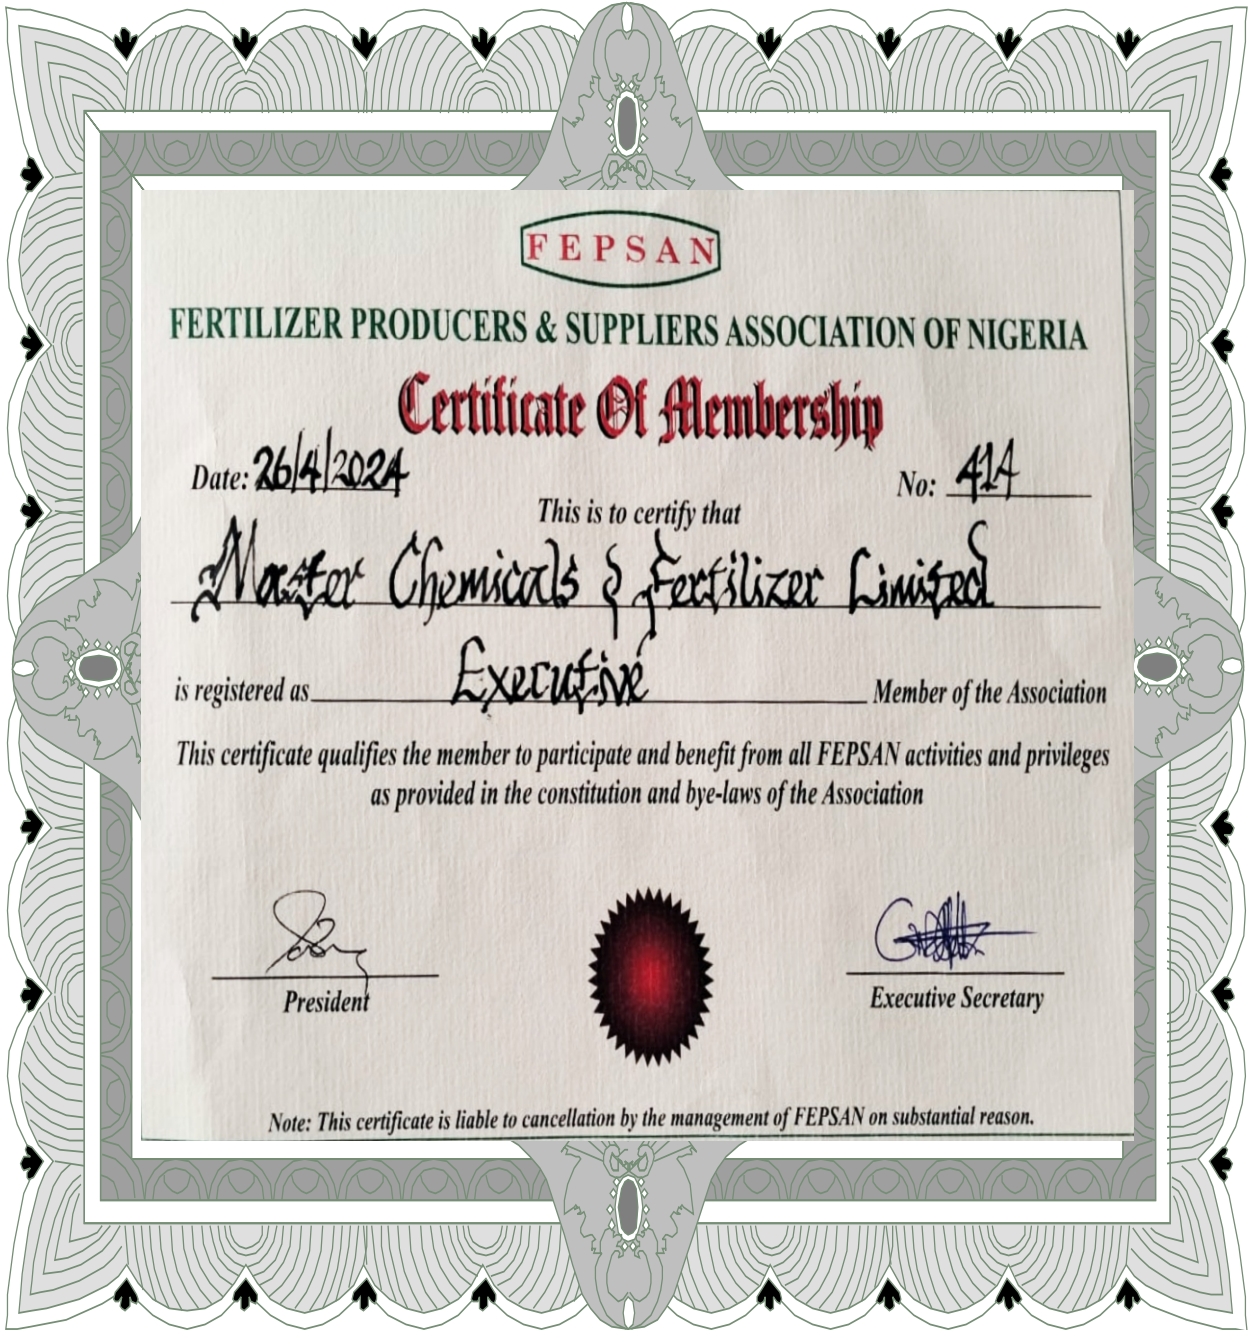 FEPSAN
FERTILIZER PRODUCERS & SUPPLIERS ASSOCIATION OF NIGERIA
Certificate Of Membership
Date: 26/4/2024 No: 414
This is to certify that
Master Chemicals & Fertilizer Limited
is registered as Executive Member of the Association
This certificate qualifies the member to participate and benefit from all FEPSAN activities and privileges
as provided in the constitution and bye-laws of the Association
President Executive Secretary
Note: This certificate is liable to cancellation by the management of FEPSAN on substantial reason.